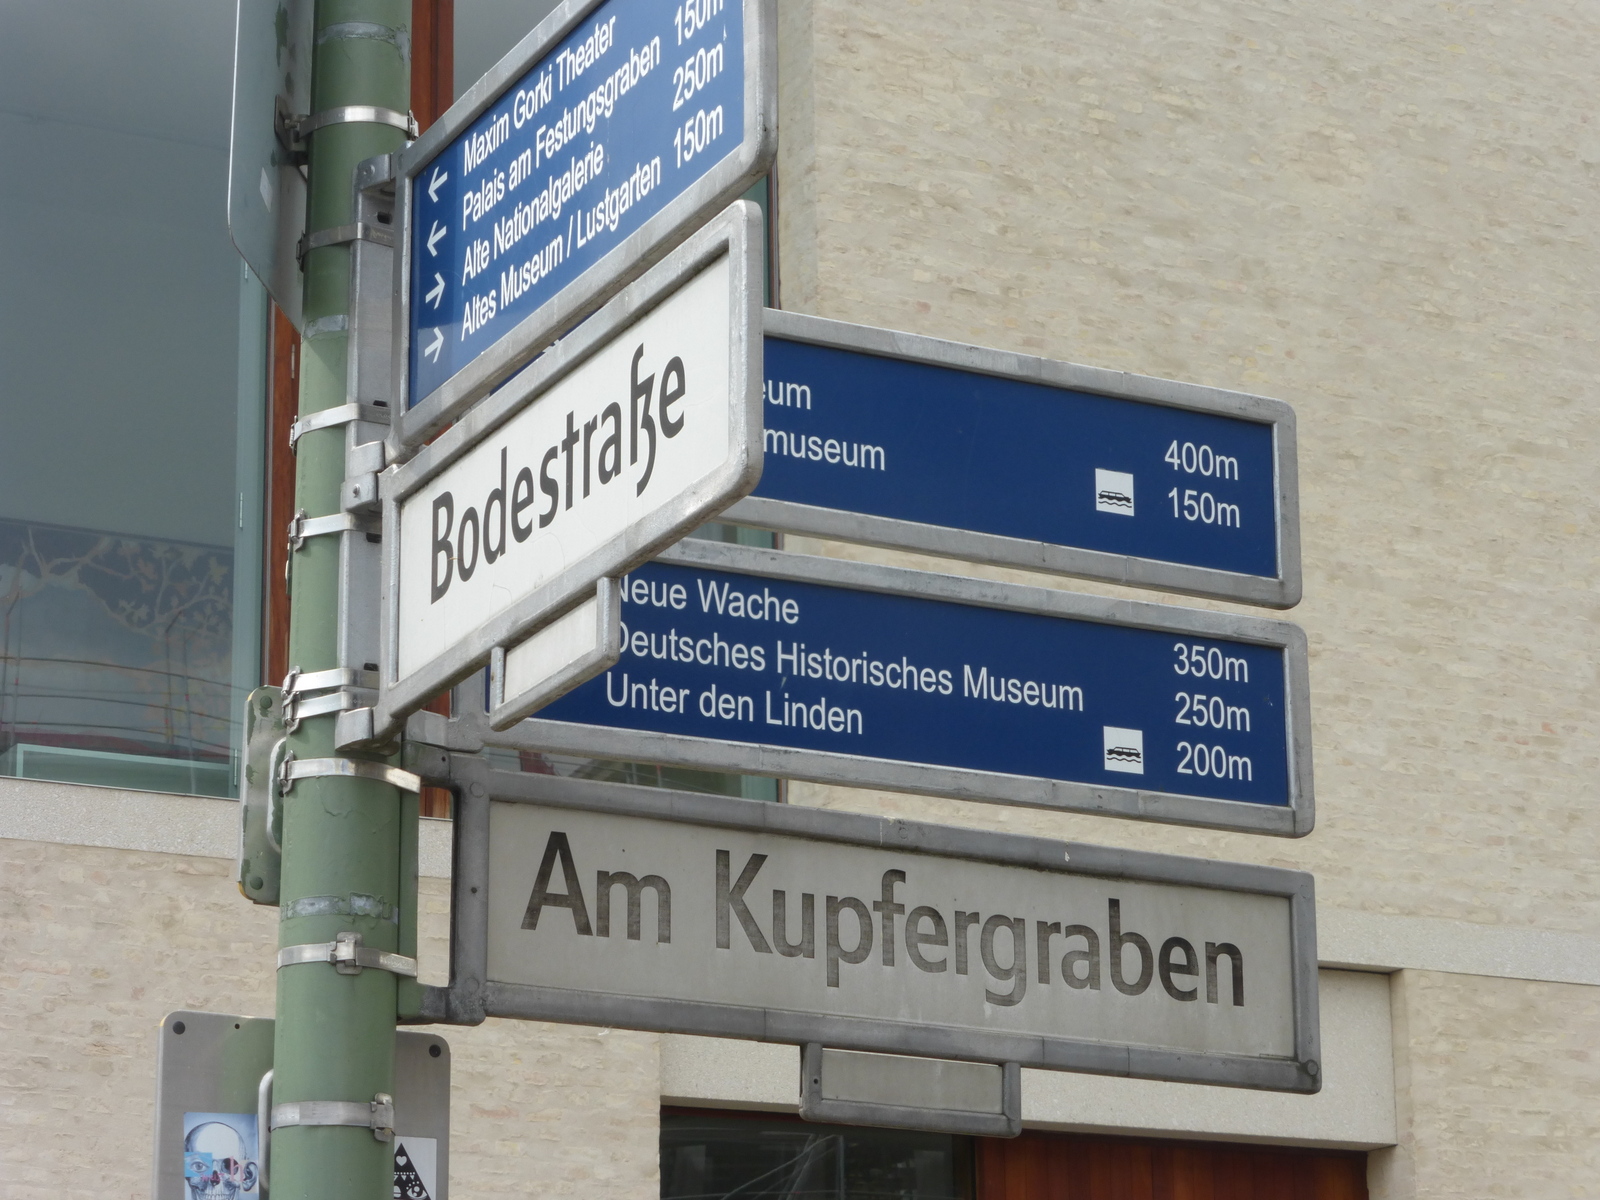 Maxim Gorki Theater 150m
Palais am Festungsgraben 250m
Alte Nationalgalerie
Altes Museum / Lustgarten 150m
Bodestraße
400m
museum 150m
Neue Wache 350m
Deutsches Historisches Museum 250m
Unter den Linden 200m
Am Kupfergraben